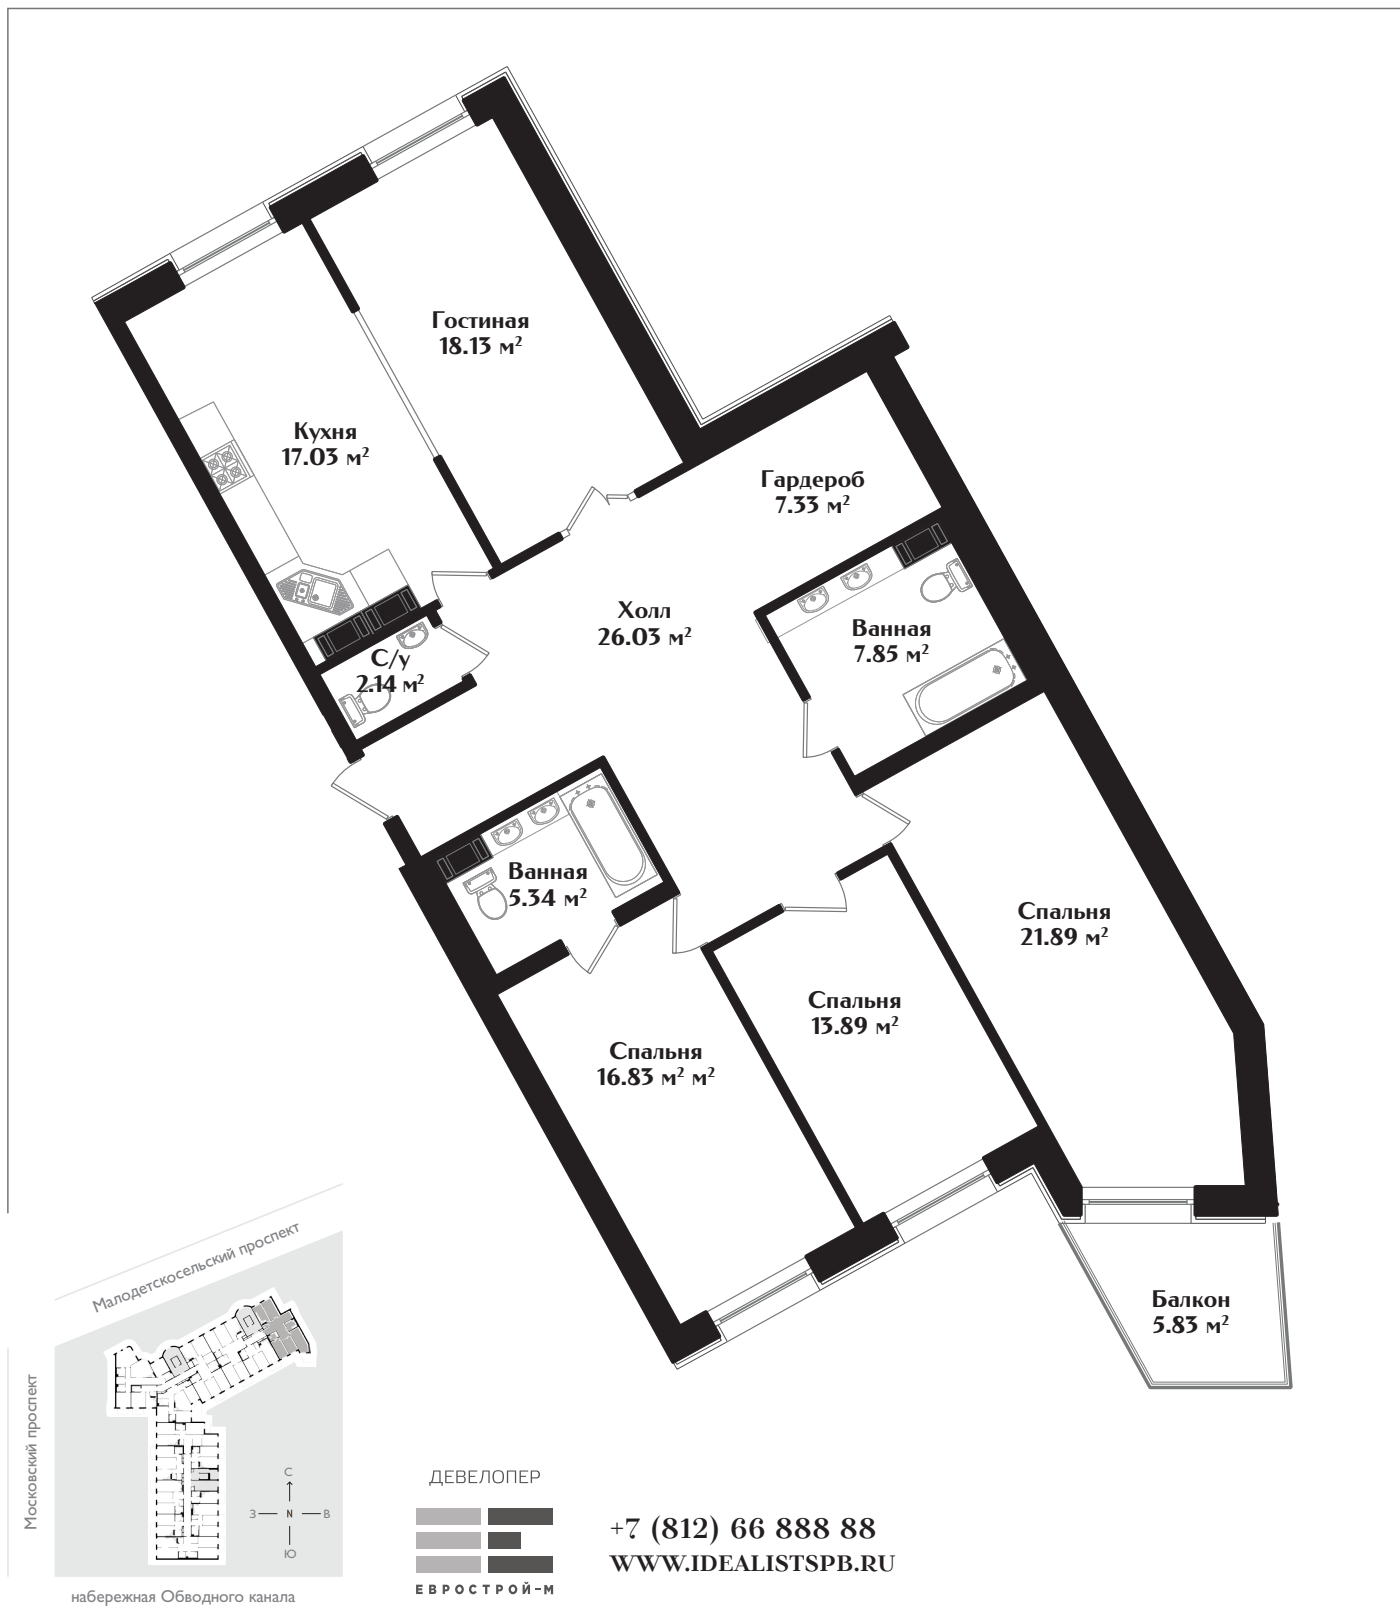 Гостиная
18.13 м²
Кухня
17.03 м²
Гардероб
7.33 м²
Холл
26.03 м²
Ванная
7.85 м²
С/у
2.14 м²
Ванная
5.34 м²
Спальня
21.89 м²
Спальня
13.89 м²
Спальня
16.83 м² м²
Балкон
5.83 м²
Малодетскосельский проспект
Московский проспект
С
З N В
Ю
набережная Обводного канала
ДЕВЕЛОПЕР
ЕВРОСТРОЙ-М
+7 (812) 66 888 88
WWW.IDEALISTSPB.RU